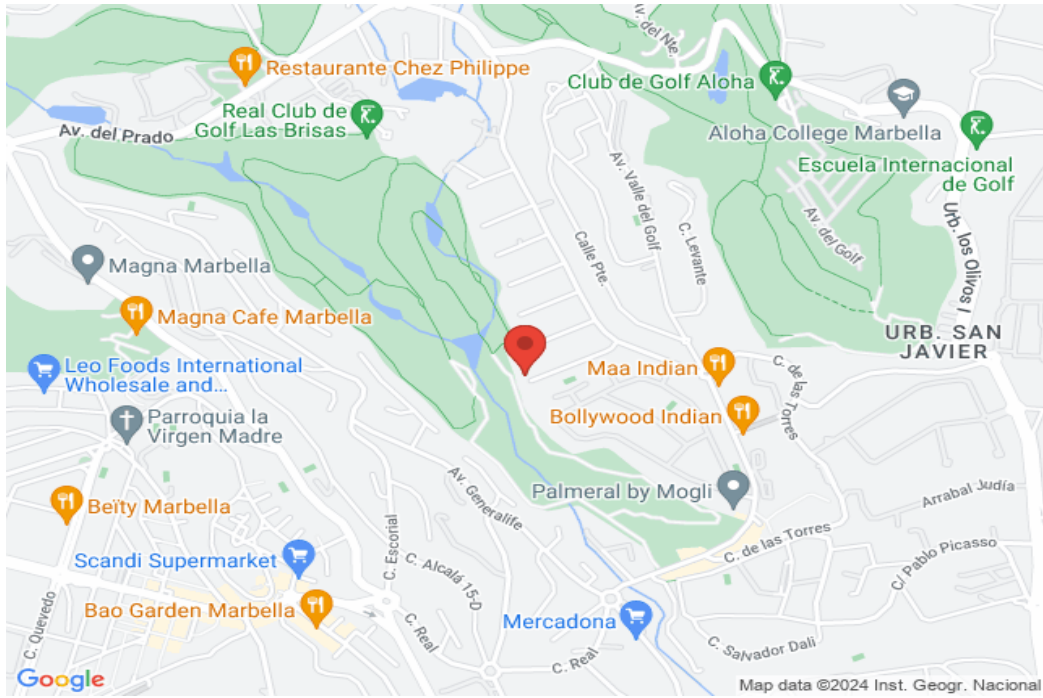 Restaurante Chez Philippe
Av. del Nte.
Club de Golf Aloha
Real Club de
Golf Las Brisas
Av. del Prado
Aloha College Marbella
Escuela Internacional
de Golf
Av. Valle del Golf
C. Levante
Calle Pte.
Av. del Golf
Urb. los Olivos I
Magna Marbella
Magna Cafe Marbella
URB. SAN
JAVIER
Leo Foods International
Wholesale and...
Maa Indian
C. de las Torres
Parroquia la
Virgen Madre
Bollywood Indian
Beïty Marbella
Av. Generalife
Palmeral by Mogli
Arrabal Judía
Scandi Supermarket
C. Escorial
C. Alcalá 15-D
C. de las Torres
C/ Pablo Picasso
Bao Garden Marbella
C. Quevedo
C. Real
Mercadona
C. Real
C. Salvador Dalí
Google
Map data ©2024 Inst. Geogr. Nacional